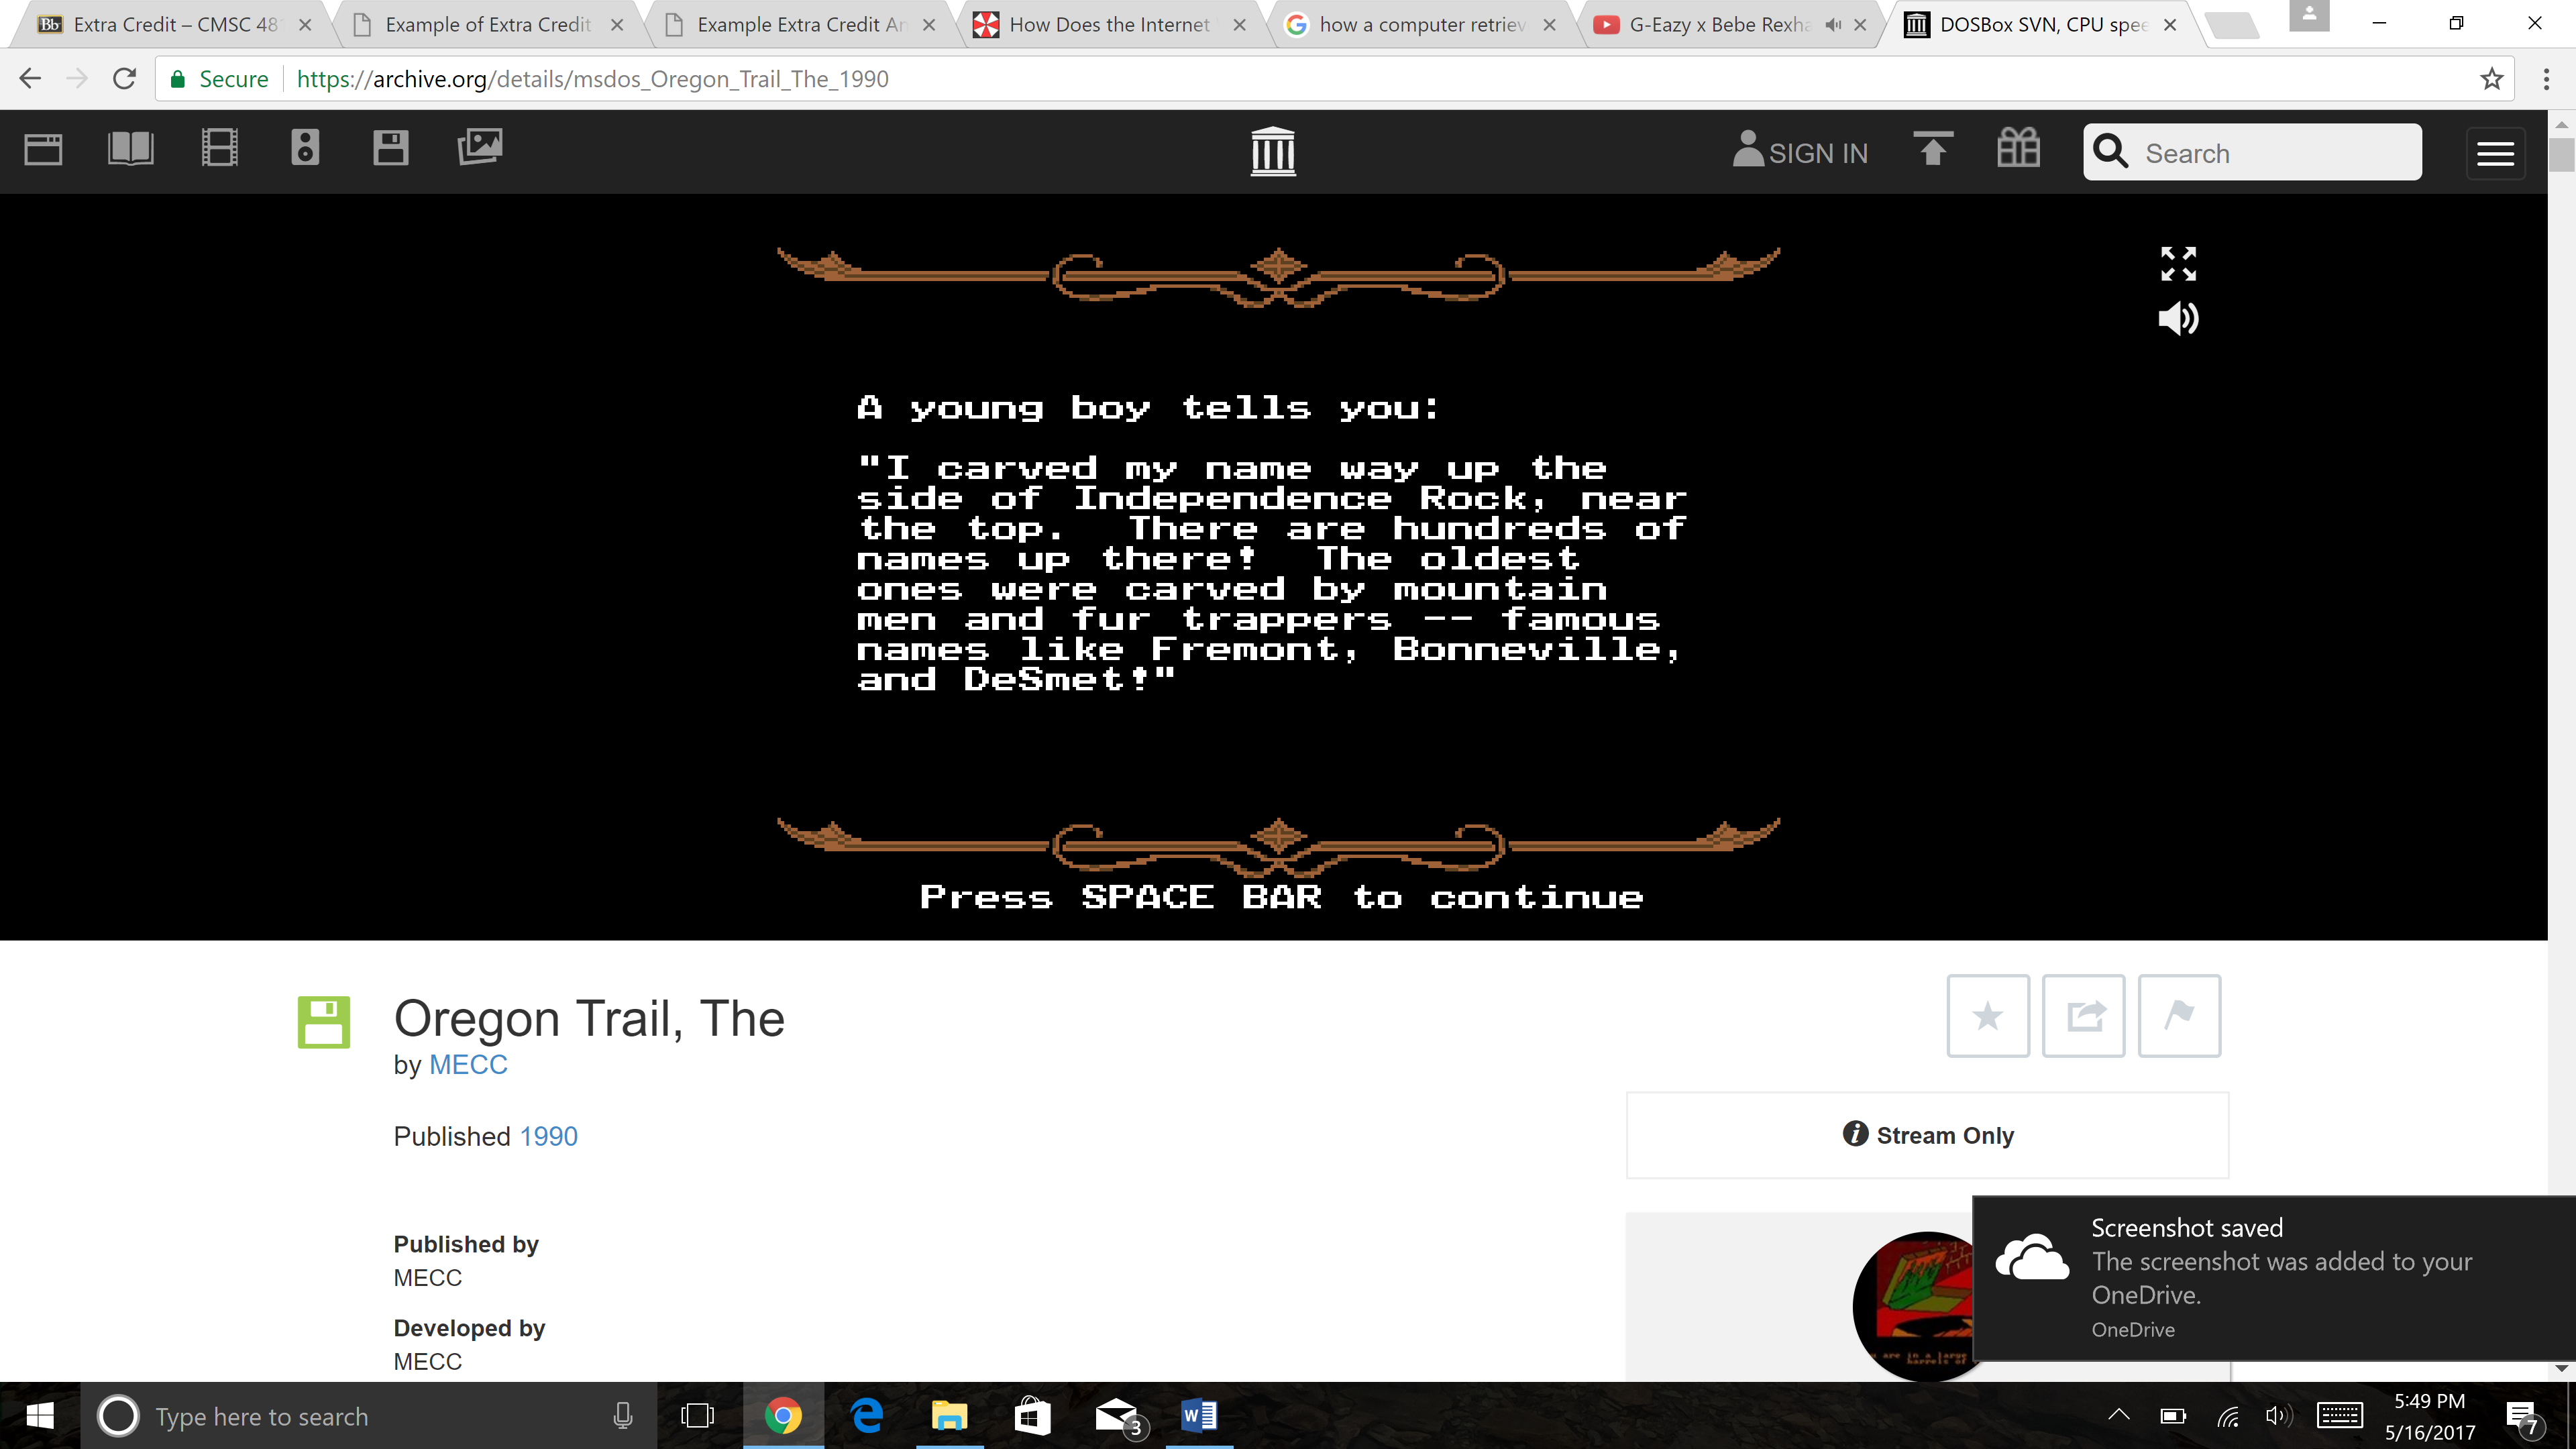 Extra Credit – CMSC 48
Example of Extra Credit
Example Extra Credit An
How Does the Internet
how a computer retriev
G-Eazy x Bebe Rexha
DOSBox SVN, CPU spee
Secure
https://archive.org/details/msdos_Oregon_Trail_The_1990
SIGN IN
Search
A young boy tells you:
"I carved my name way up the
side of Independence Rock, near
the top. There are hundreds of
names up there! The oldest
ones were carved by mountain
men and fur trappers -- famous
names like Fremont, Bonneville,
and DeSmet!"
Press SPACE BAR to continue
Oregon Trail, The
by MECC
Published 1990
Stream Only
Published by
MECC
Developed by
MECC
Screenshot saved
The screenshot was added to your
OneDrive.
OneDrive
Type here to search
3
5:49 PM
5/16/2017
7